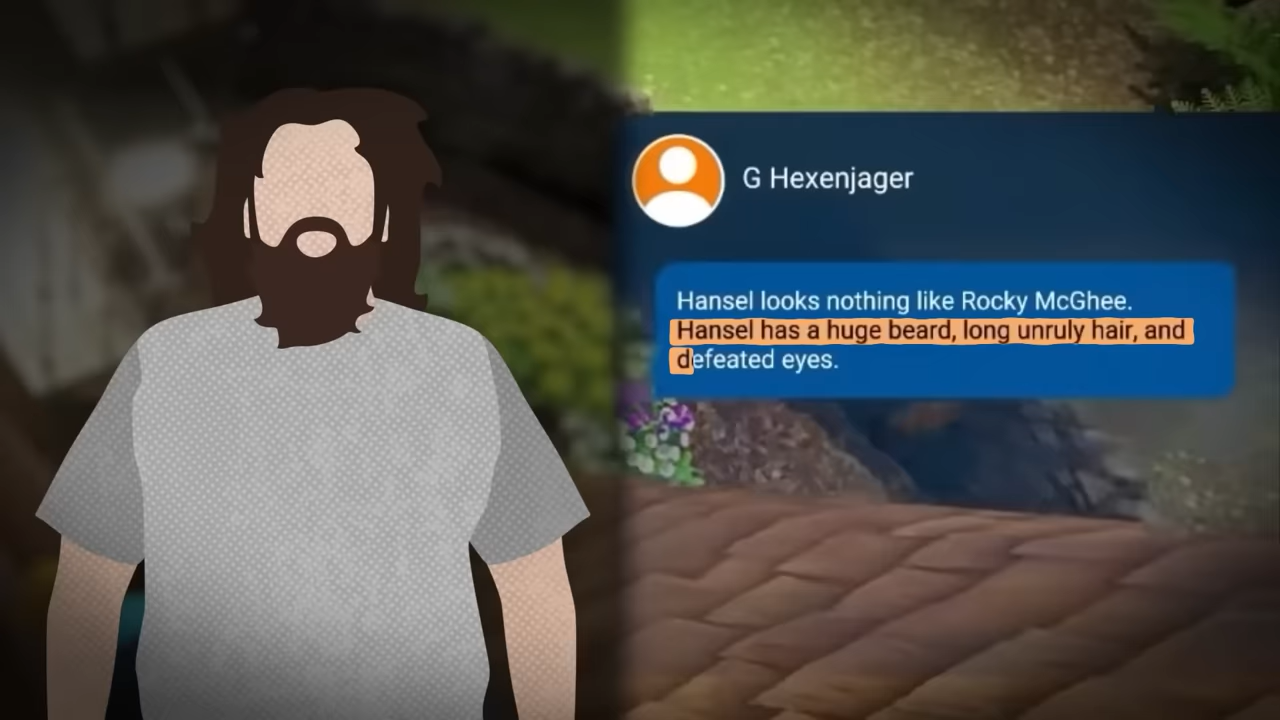 G Hexenjager
Hansel looks nothing like Rocky McGhee.
Hansel has a huge beard, long unruly hair, and
defeated eyes.